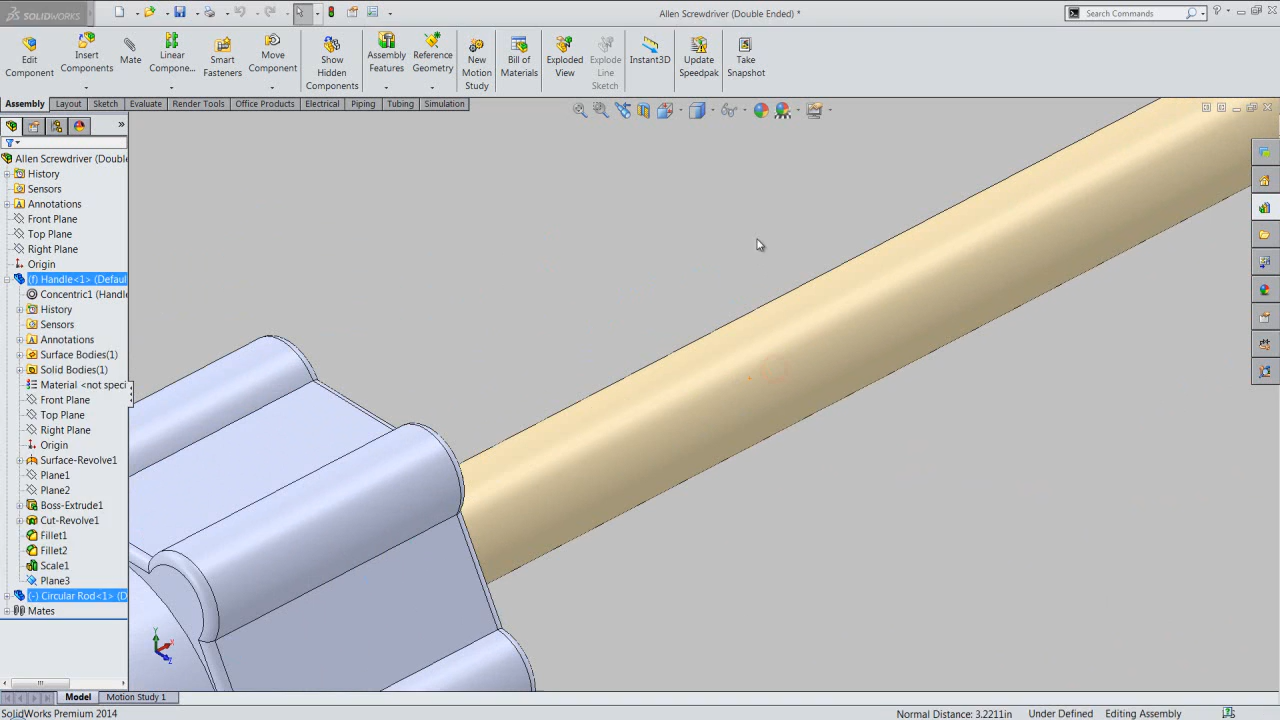 SOLIDWORKS
Allen Screwdriver (Double Ended) *
Search Commands
Edit
Component
Insert
Components
Mate
Linear
Compone...
Smart
Fasteners
Move
Component
Show
Hidden
Components
Assembly
Features
Reference
Geometry
New
Motion
Study
Bill of
Materials
Exploded
View
Explode
Line
Sketch
Instant3D
Update
Speedpak
Take
Snapshot
Assembly
Layout
Sketch
Evaluate
Render Tools
Office Products
Electrical
Piping
Tubing
Simulation
Allen Screwdriver (Double
History
Sensors
Annotations
Front Plane
Top Plane
Right Plane
Origin
(f) Handle<1> (Defaul
Concentric1 (Handle
History
Sensors
Annotations
Surface Bodies(1)
Solid Bodies(1)
Material <not speci
Front Plane
Top Plane
Right Plane
Origin
Surface-Revolve1
Plane1
Plane2
Boss-Extrude1
Cut-Revolve1
Fillet1
Fillet2
Scale1
Plane3
(-) Circular Rod<1> (D
Mates
Y
X
Z
Model
Motion Study 1
SolidWorks Premium 2014
Normal Distance: 3.2211in
Under Defined
Editing Assembly